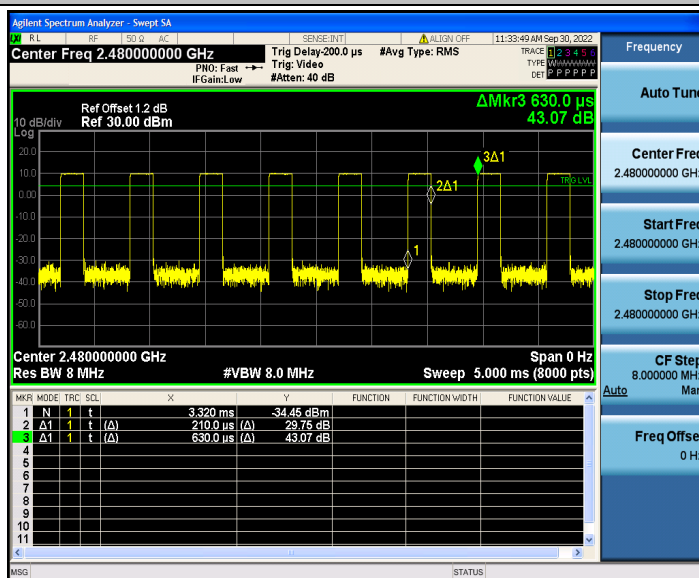 Agilent Spectrum Analyzer - Swept SA
LXI RL RF 50 Ω AC SENSE:INT ALIGN OFF 11:33:49 AM Sep 30, 2022
Center Freq 2.480000000 GHz
PNO: Fast
IFGain:Low
Trig Delay-200.0 µs
Trig: Video
#Atten: 40 dB
#Avg Type: RMS
TRACE 1 2 3 4 5 6
TYPE W
DET P P P P P P
ΔMkr3 630.0 µs
43.07 dB
10 dB/div
Log
Ref Offset 1.2 dB
Ref 30.00 dBm
20.0
10.0
0.00
-10.0
-20.0
-30.0
-40.0
-50.0
-60.0
3Δ1
TRG LVL
2Δ1
1
Center 2.480000000 GHz
Res BW 8 MHz
#VBW 8.0 MHz
Span 0 Hz
Sweep 5.000 ms (8000 pts)
MKR MODE TRC SCL X Y FUNCTION FUNCTION WIDTH FUNCTION VALUE
1 N 1 t 3.320 ms -34.45 dBm
2 Δ1 1 t (Δ) 210.0 µs (Δ) 29.75 dB
3 Δ1 1 t (Δ) 630.0 µs (Δ) 43.07 dB
4
5
6
7
8
9
10
11
MSG STATUS
Frequency
Auto Tun
Center Fre
2.480000000 GH
Start Fre
2.480000000 GH
Stop Fre
2.480000000 GH
CF Step
8.000000 MH
Auto Man
Freq Offse
0 H